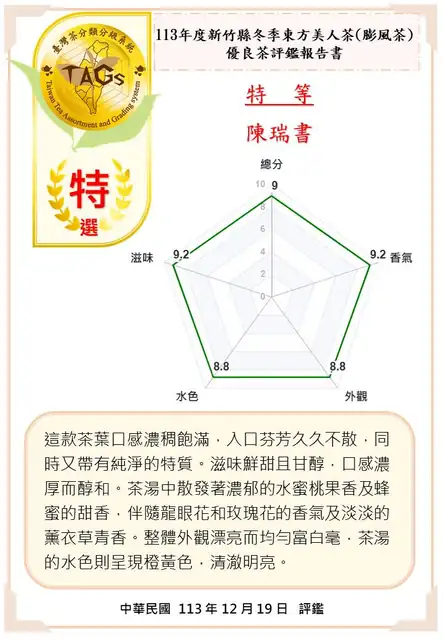 113年度新竹縣冬季東方美人茶(膨風茶)
優良茶評鑑報告書
臺灣茶分類分級系統
TAGs
Taiwan Tea Assortment and Grading system
特
選
特 等
陳瑞書
總分
10
9
8
6
4
2
0
滋味
9.2
9.2
香氣
8.8
8.8
水色
外觀
這款茶葉口感濃稠飽滿，入口芬芳久久不散，同
時又帶有純淨的特質。滋味鮮甜且甘醇，口感濃
厚而醇和。茶湯中散發著濃郁的水蜜桃果香及蜂
蜜的甜香，伴隨龍眼花和玫瑰花的香氣及淡淡的
薰衣草青香。整體外觀漂亮而均勻富白毫，茶湯
的水色則呈現橙黃色，清澈明亮。
中華民國 113 年 12 月 19 日 評鑑